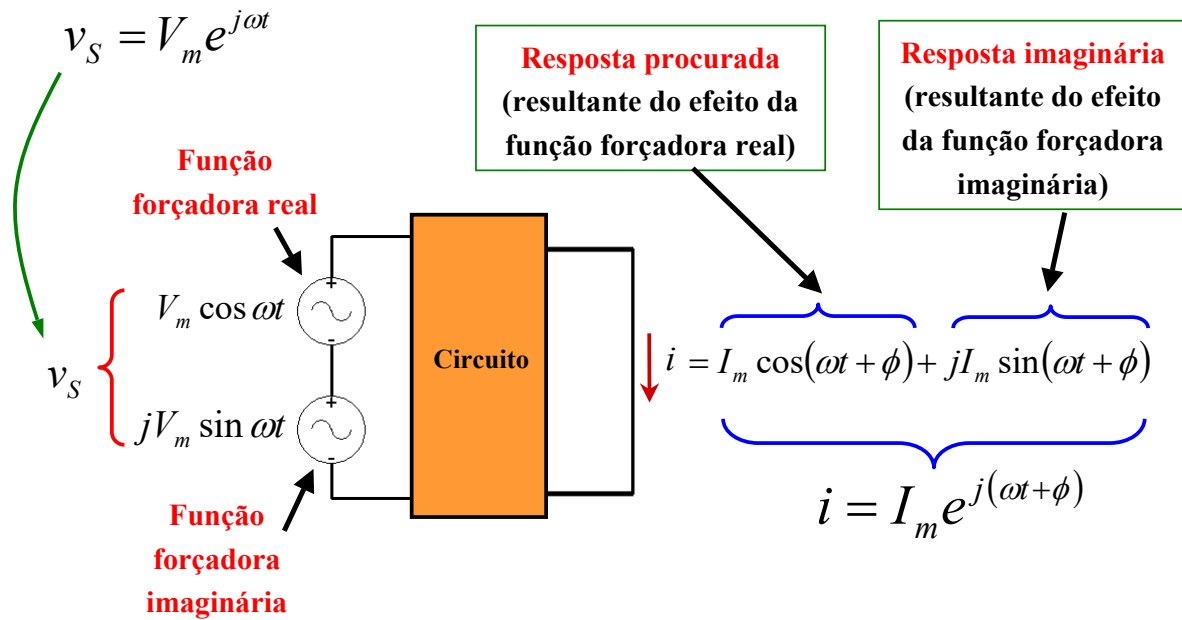 v_S = V_m e^{jωt}
Resposta procurada
(resultante do efeito da
função forçadora real)
Resposta imaginária
(resultante do efeito
da função forçadora
imaginária)
Função
forçadora real
V_m cos ωt
v_S
jV_m sin ωt
+
-
+
-
Circuito
i = I_m cos(ωt + ϕ) + jI_m sin(ωt + ϕ)
i = I_m e^{j(ωt+ϕ)}
Função
forçadora
imaginária